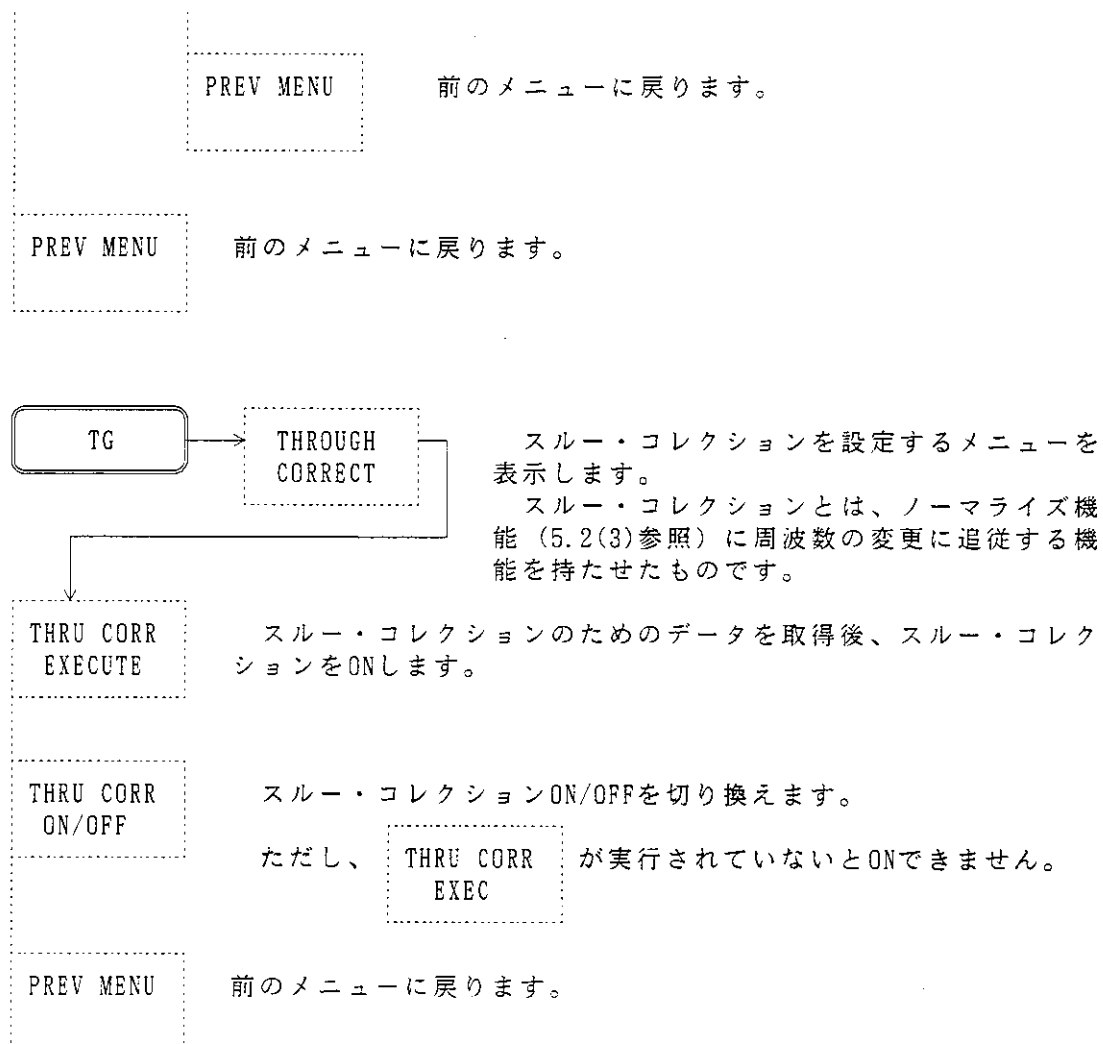 PREV MENU 前のメニューに戻ります。
PREV MENU 前のメニューに戻ります。
TG
THROUGH
CORRECT
スルー・コレクションを設定するメニューを
表示します。
スルー・コレクションとは、ノーマライズ機
能（5.2(3)参照）に周波数の変更に追従する機
能を持たせたものです。
THRU CORR
EXECUTE
スルー・コレクションのためのデータを取得後、スルー・コレク
ションをONします。
THRU CORR
ON/OFF
スルー・コレクションON/OFFを切り換えます。
ただし、 THRU CORR EXEC が実行されていないとONできません。
PREV MENU 前のメニューに戻ります。